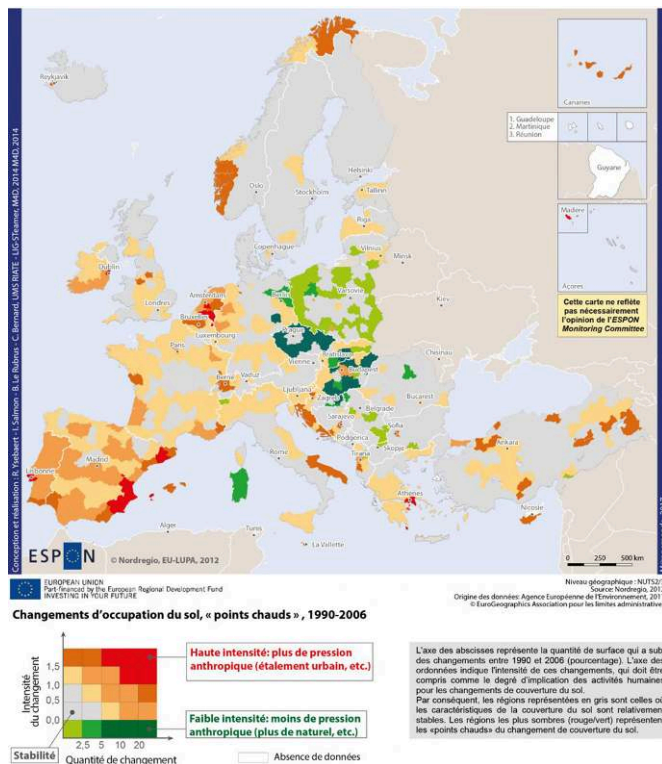 Reykjavik
Canaries
1. Guadeloupe
2. Martinique
3. Réunion
Guyane
Madère
Açores
Oslo
Helsinki
Tallinn
Stockholm
Riga
Copenhague
Vilnius
Minsk
Dublin
Londres
Amsterdam
Berlin
Varsovie
Bruxelles
Kiev
Luxembourg
Prague
Paris
Vienne
Bratislava
Budapest
Chisinau
Berne
Vaduz
Ljubljana
Zagreb
Belgrade
Bucarest
Sarajevo
Sofia
Podgorica
Skopje
Rome
Tirana
Ankara
Madrid
Lisbonne
Athènes
Nicosie
Alger
Tunis
La Vallette
Cette carte ne reflète
pas nécessairement
l'opinion de l'ESPON
Monitoring Committee
Conception et réalisation : R. Ysebaert - I. Salmon - B. Le Rubrus - C. Bernand, UMS RIATE - LIG-STeamer, M4D, 2014 M4D, 2014
ESPON
© Nordregio, EU-LUPA, 2012
0 250 500 km
EUROPEAN UNION
Part-financed by the European Regional Development Fund
INVESTING IN YOUR FUTURE
Niveau géographique : NUTS2/3
Source: Nordregio, 201
Origine des données: Agence Européenne de l'Environnement, 201
© EuroGeographics Association pour les limites administrative
Changements d'occupation du sol, « points chauds » , 1990-2006
Intensité
du changement
1,5
1,0
0,5
0,0
2,5 5 10 20
Quantité de changement
Stabilité
Haute intensité: plus de pression
anthropique (étalement urbain, etc.)
Faible intensité: moins de pression
anthropique (plus de naturel, etc.)
Absence de données
L'axe des abscisses représente la quantité de surface qui a sub
des changements entre 1990 et 2006 (pourcentage). L'axe des
ordonnées indique l'intensité de ces changements, qui doit être
compris comme le degré d'implication des activités humaines
pour les changements de couverture du sol.
Par conséquent, les régions représentées en gris sont celles où
les caractéristiques de la couverture du sol sont relativement
stables. Les régions les plus sombres (rouge/vert) représenten
les «points chauds» du changement de couverture du sol.